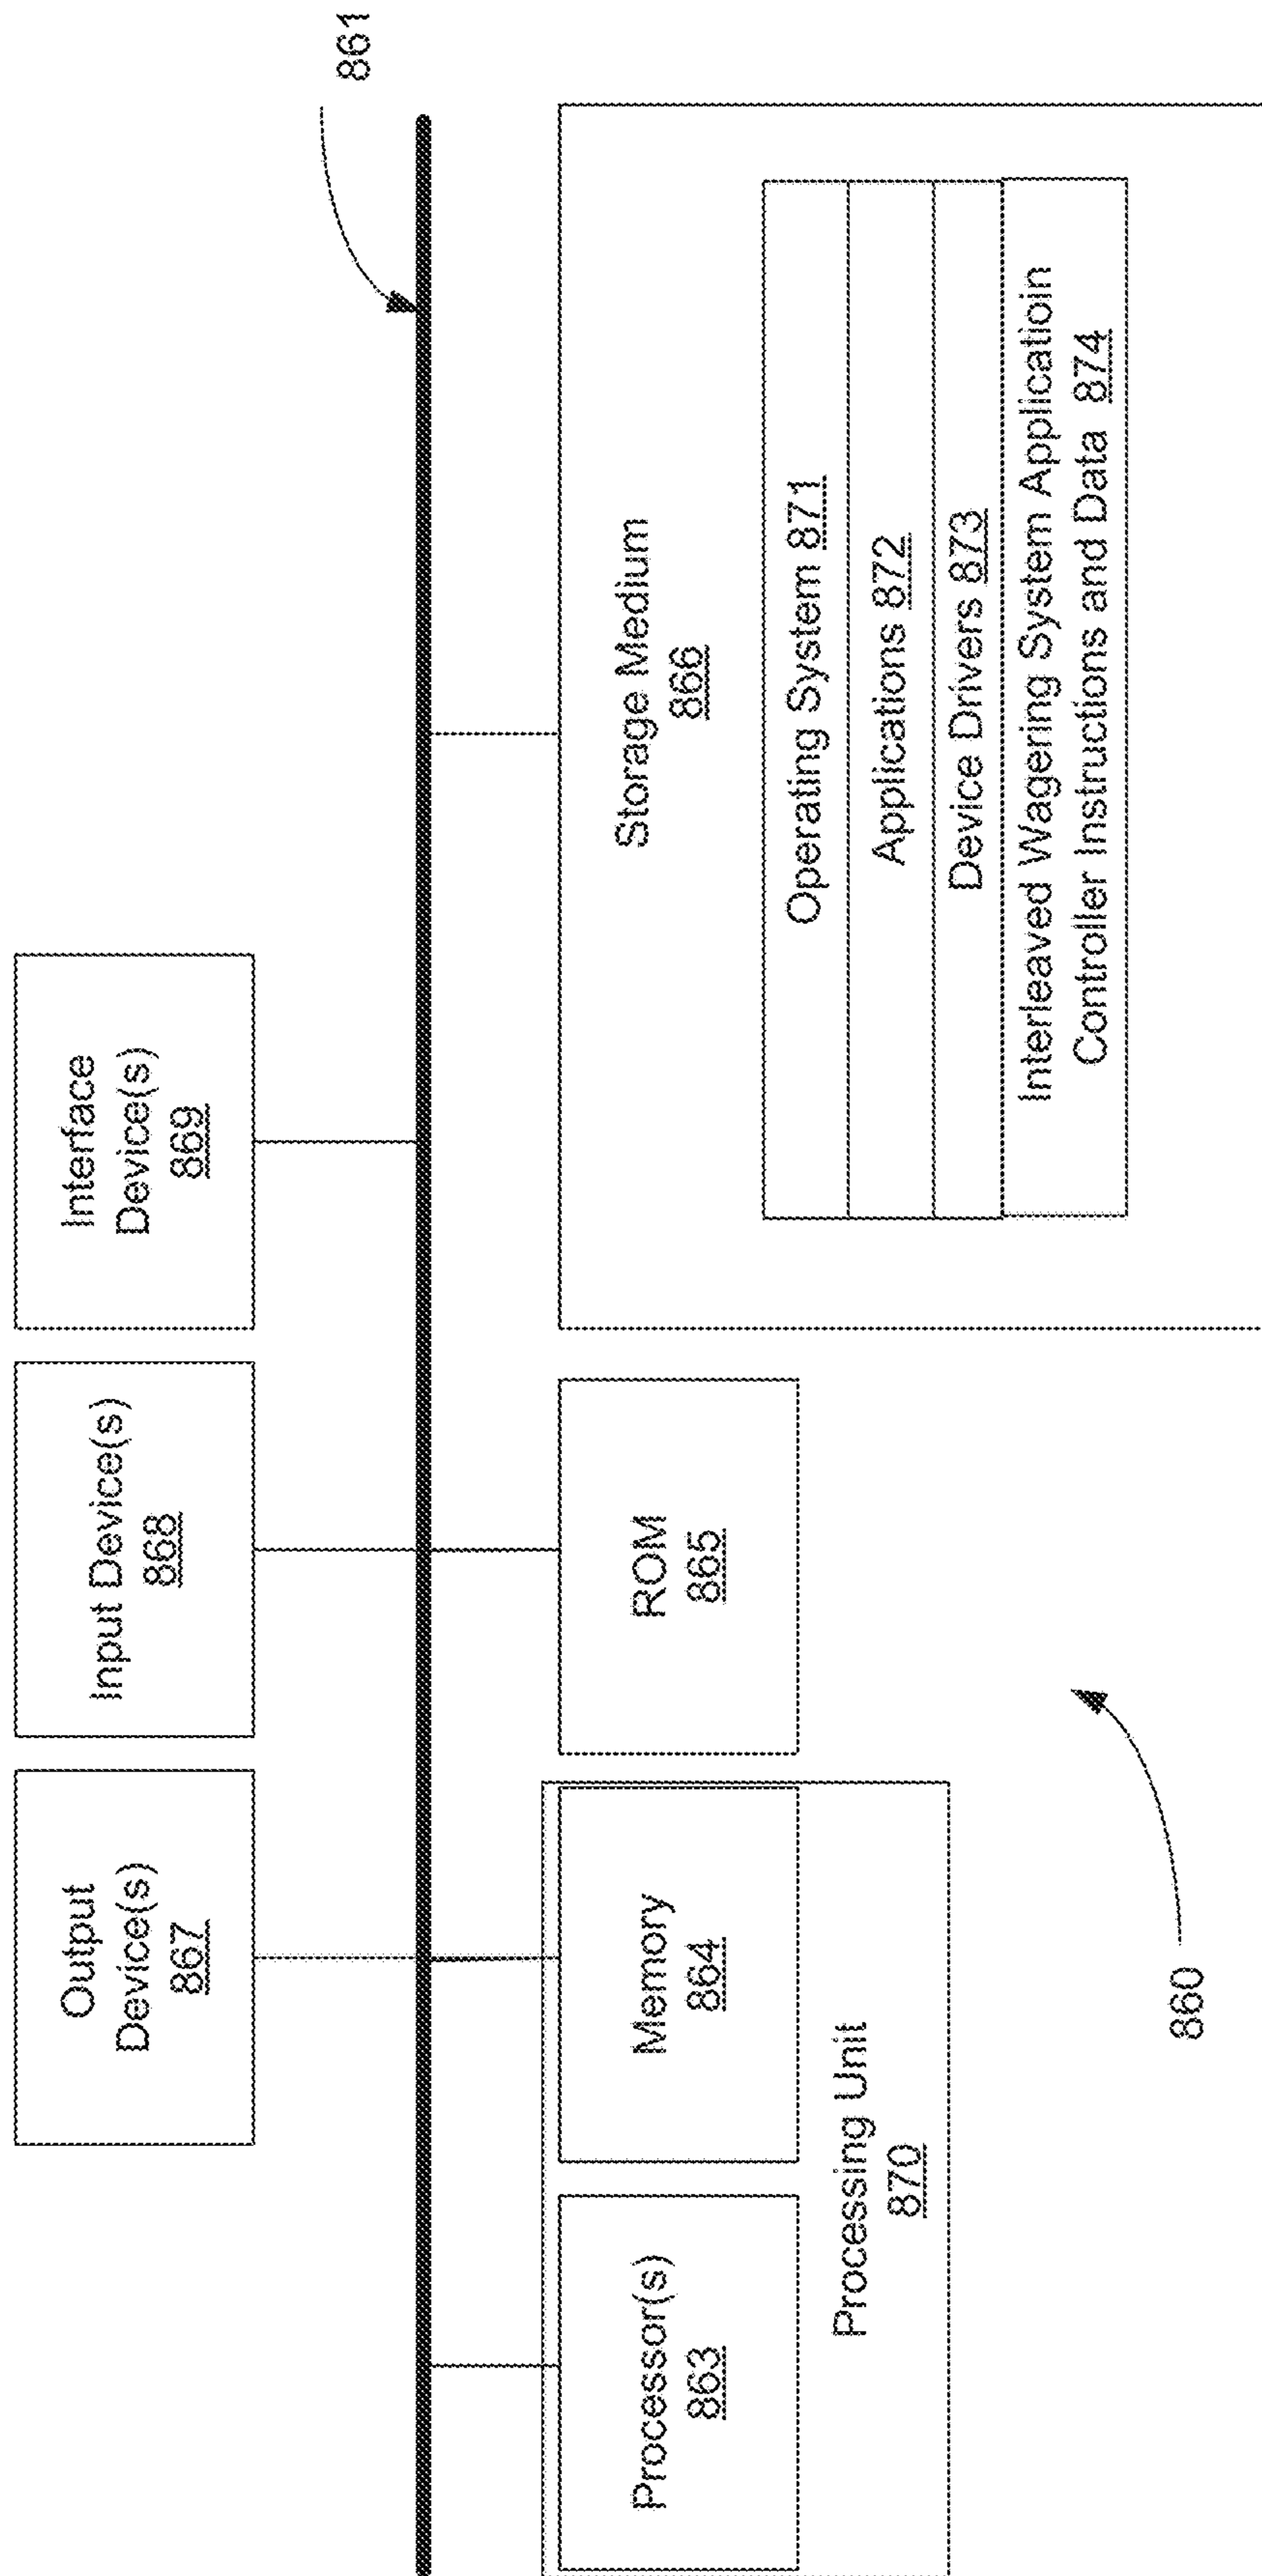 861
Output
Device(s)
867
Input Device(s)
868
Interface
Device(s)
869
Processor(s)
863
Memory
864
Processing Unit
870
ROM
865
Storage Medium
866
Operating System 871
Applications 872
Device Drivers 873
Interleaved Wagering System Applicatioin
Controller Instructions and Data 874
860